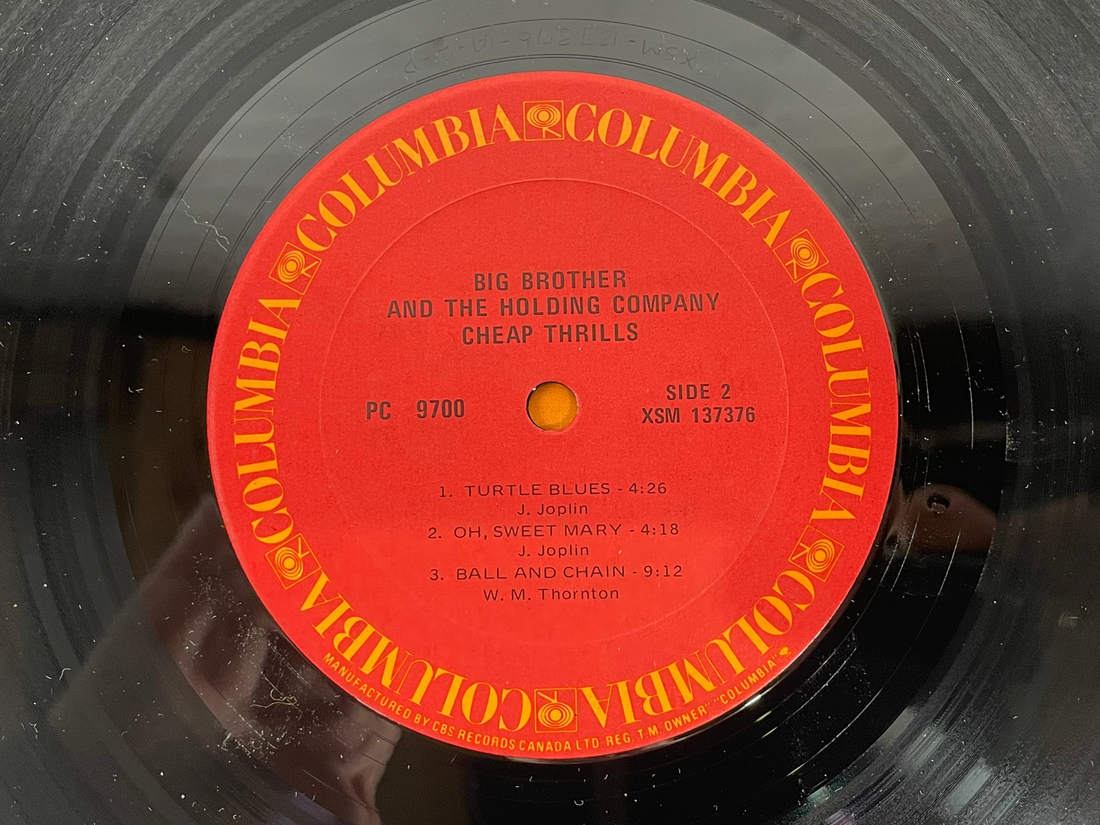 COLUMBIA COLUMBIA COLUMBIA COLUMBIA COLUMBIA COLUMBIA
BIG BROTHER
AND THE HOLDING COMPANY
CHEAP THRILLS
PC 9700
SIDE 2
XSM 137376
1. TURTLE BLUES - 4:26
J. Joplin
2. OH, SWEET MARY - 4:18
J. Joplin
3. BALL AND CHAIN - 9:12
W. M. Thornton
MANUFACTURED BY CBS RECORDS CANADA LTD. REG. T.M. OWNER "COLUMBIA"